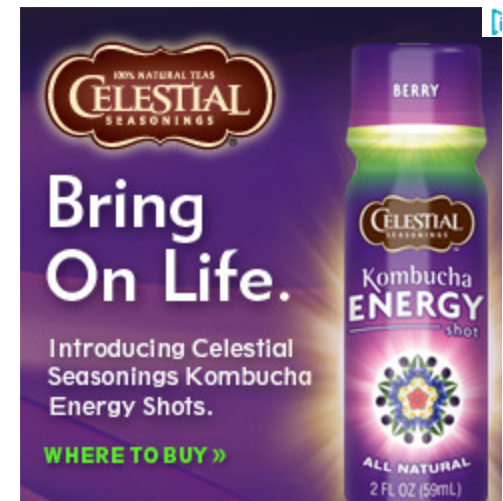 100% NATURAL TEAS
CELESTIAL
SEASONINGS
Bring
On Life.
Introducing Celestial
Seasonings Kombucha
Energy Shots.
WHERE TO BUY »
BERRY
CELESTIAL
SEASONINGS
Kombucha
ENERGY
shot
ALL NATURAL
2 FL OZ (59mL)